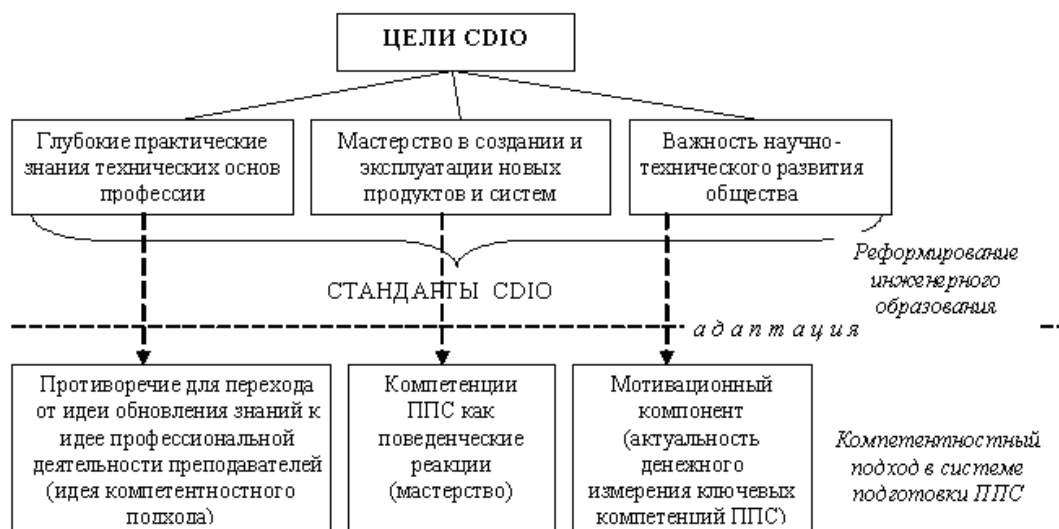 ЦЕЛИ CDIO
Глубокие практические
знания технических основ
профессии
Мастерство в создании и
эксплуатации новых
продуктов и систем
Важность научно-
технического развития
общества
Реформирование
инженерного
образования
СТАНДАРТЫ CDIO
адаптация
Противоречие для перехода
от идеи обновления знаний к
идее профессиональной
деятельности преподавателей
(идея компетентностного
подхода)
Компетенции
ППС как
поведенческие
реакции
(мастерство)
Мотивационный
компонент
(актуальность
денежного
измерения ключевых
компетенций ППС)
Компетентностный
подход в системе
подготовки ППС